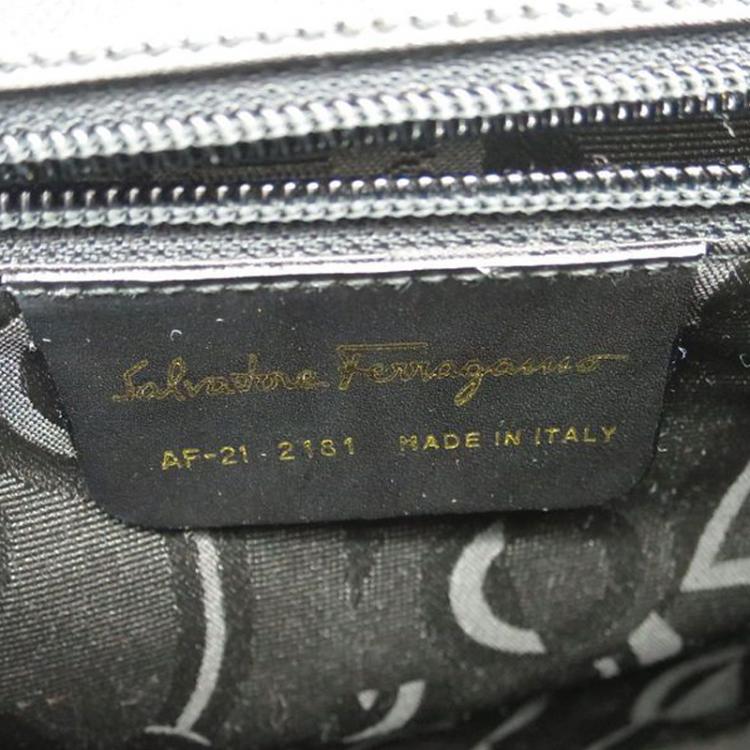 Salvatore Ferragamo
AF-21 2181 MADE IN ITALY